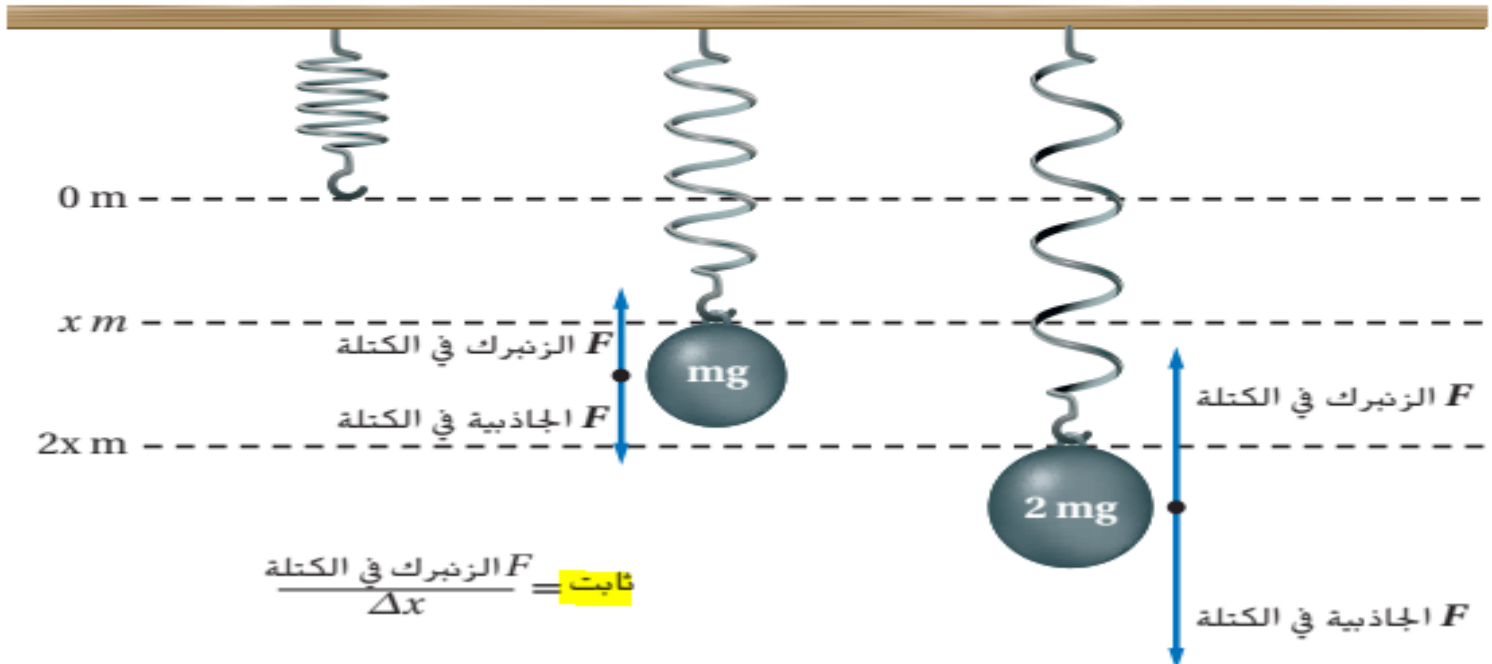 0 m
x m
F الزنبرك في الكتلة
mg
F الجاذبية في الكتلة
2x m
F الزنبرك في الكتلة
2 mg
F الجاذبية في الكتلة
F الزنبرك في الكتلة
ثابت =
Δx